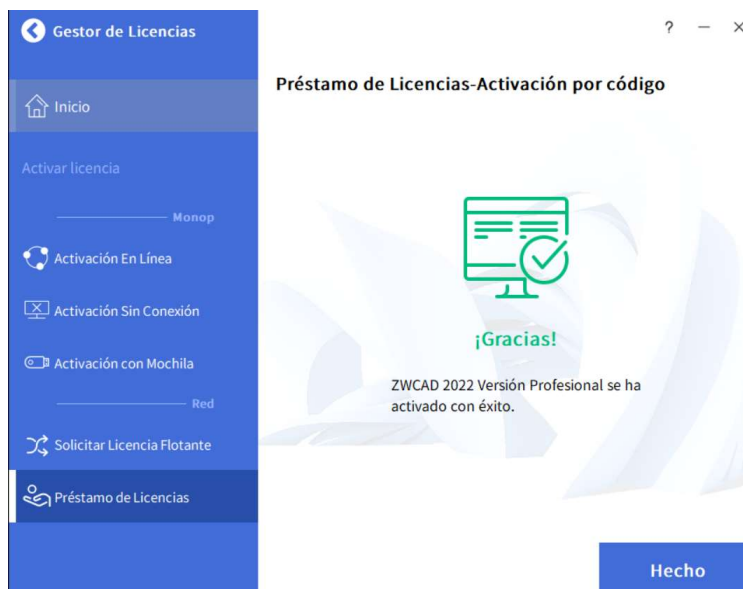 Gestor de Licencias
? — ×
Préstamo de Licencias-Activación por código
Inicio
Activar licencia
Monop
Activación En Línea
Activación Sin Conexión
Activación con Mochila
Red
Solicitar Licencia Flotante
Préstamo de Licencias
¡Gracias!
ZWCAD 2022 Versión Profesional se ha
activado con éxito.
Hecho